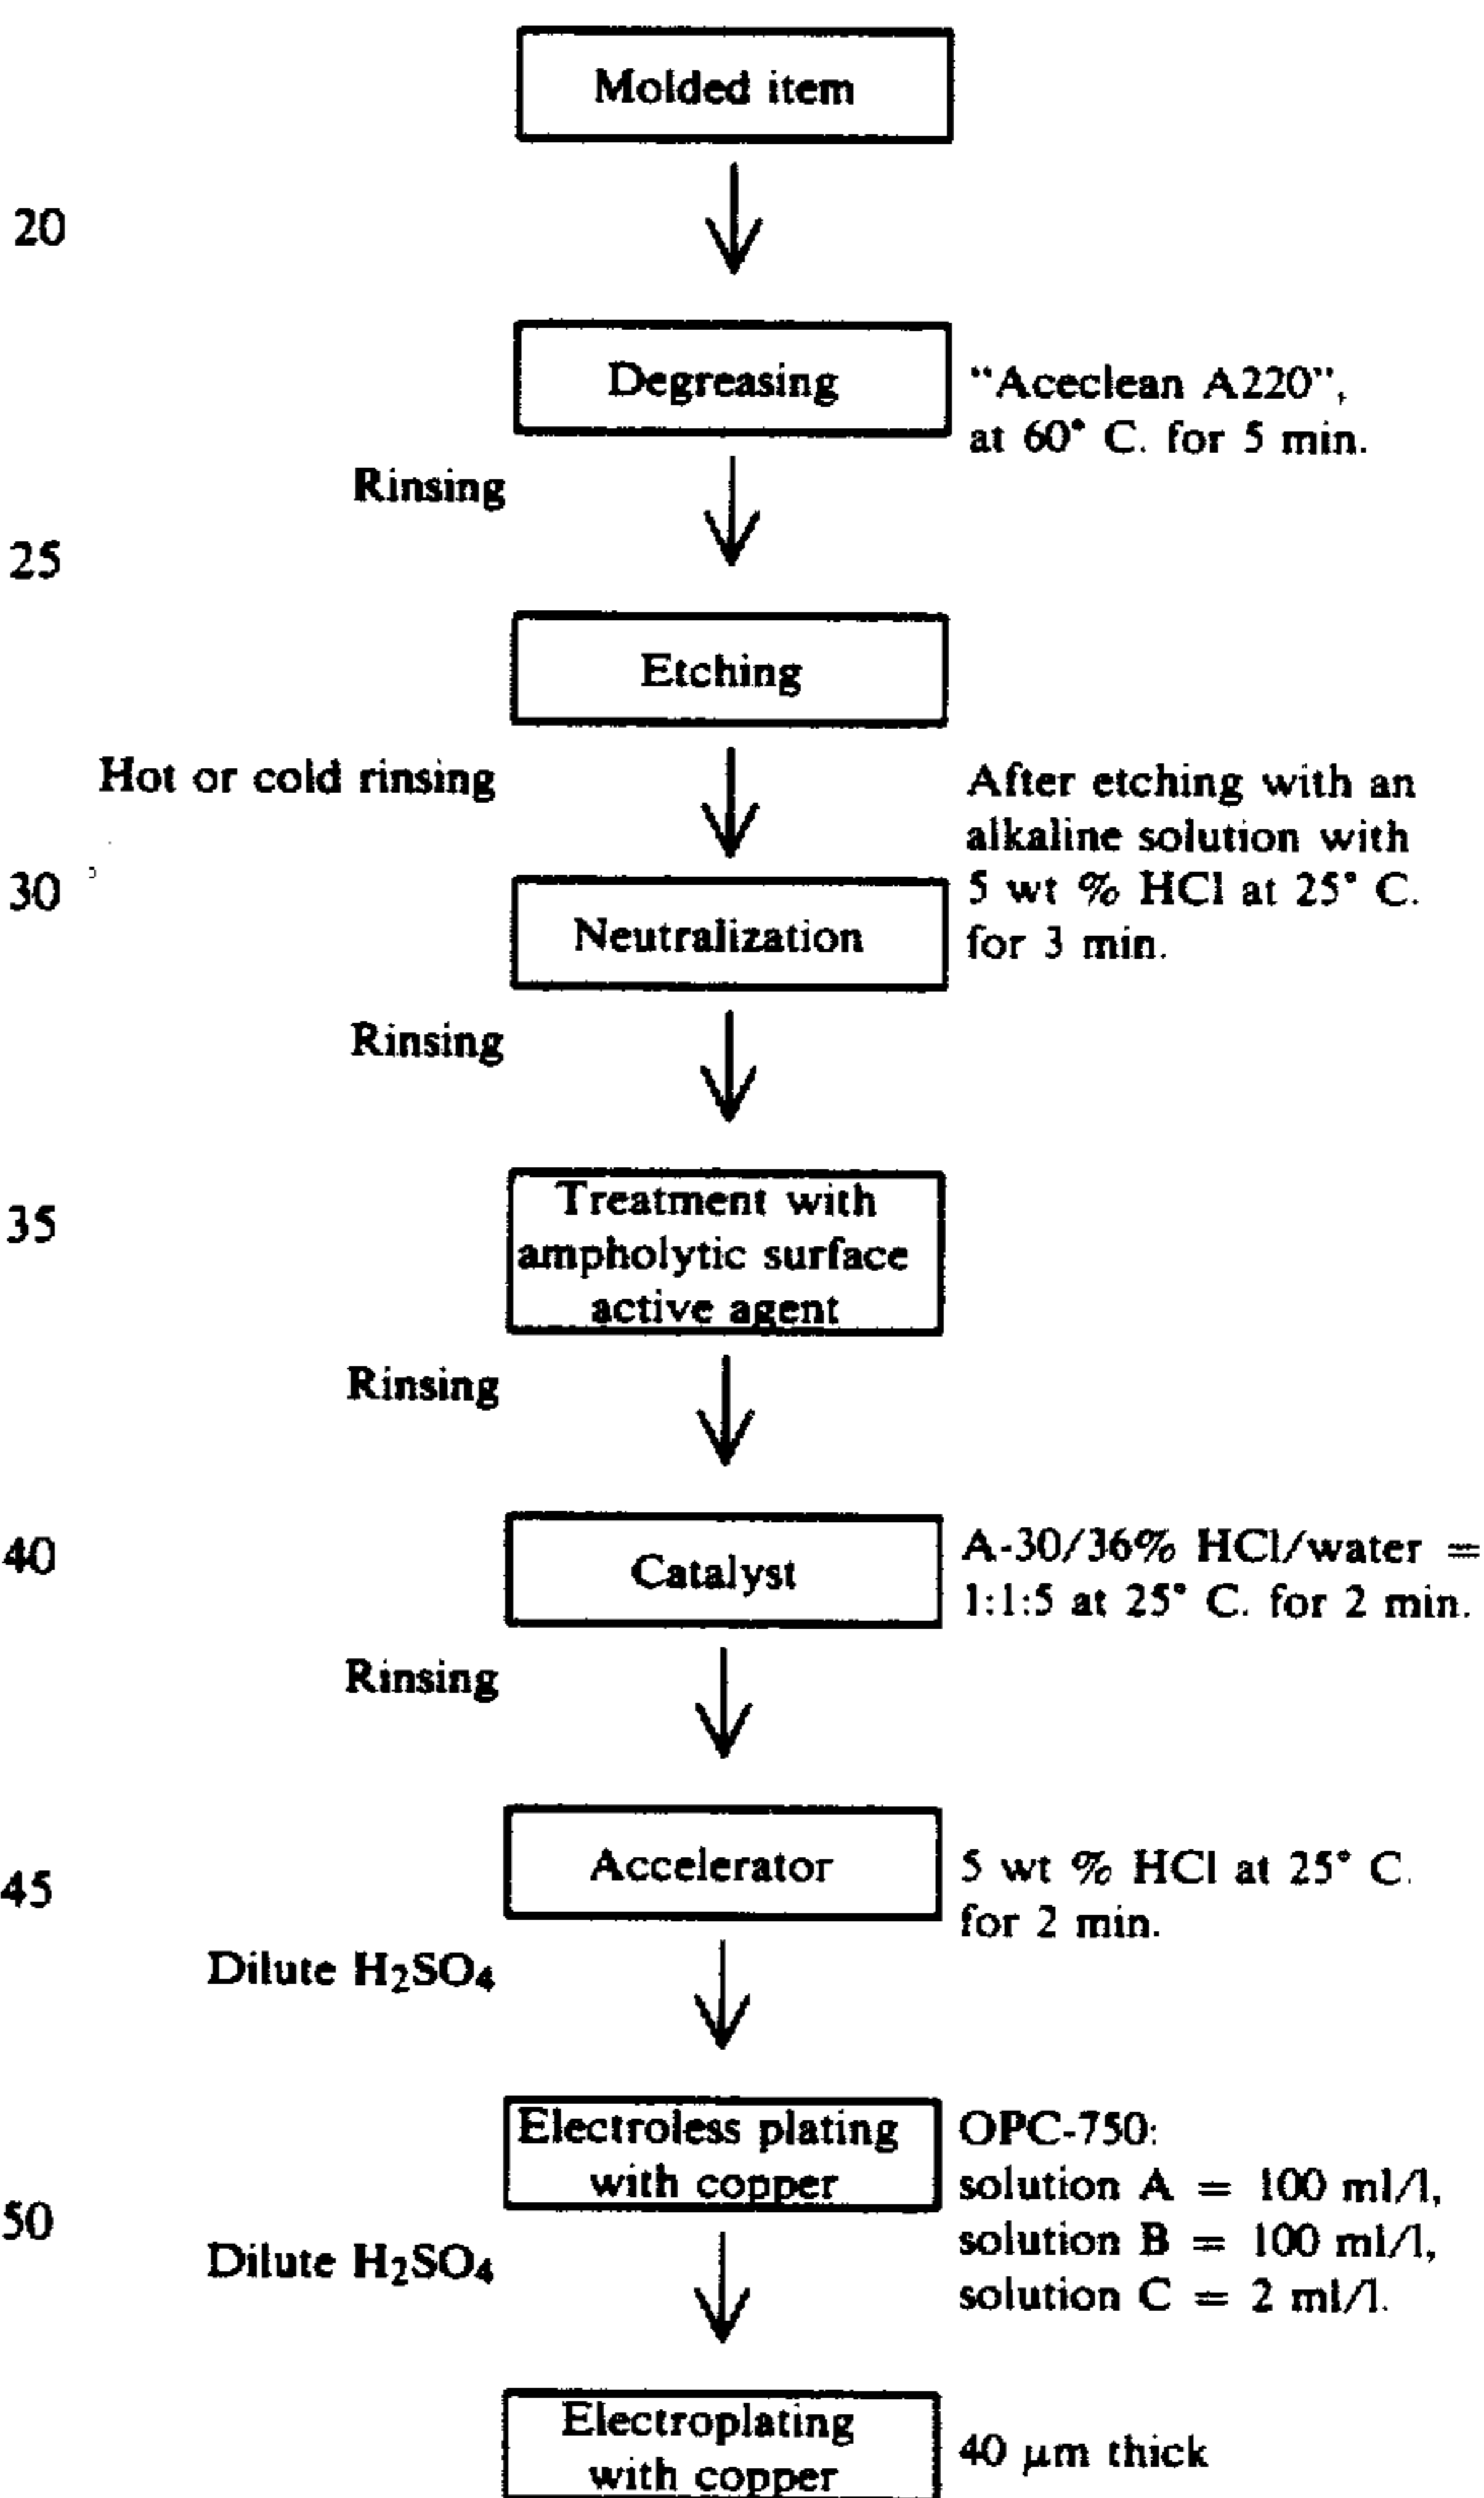 Molded item
20
Degreasing
"Aceclean A220",
at 60° C. for 5 min.
Rinsing
25
Etching
Hot or cold rinsing
After etching with an
alkaline solution with
5 wt % HCl at 25° C.
for 3 min.
30
Neutralization
Rinsing
35
Treatment with
ampholytic surface
active agent
Rinsing
40
Catalyst
A-30/36% HCl/water =
1:1:5 at 25° C. for 2 min.
Rinsing
Accelerator
5 wt % HCl at 25° C.
for 2 min.
45
Dilute H₂SO₄
Electroless plating
with copper
OPC-750:
solution A = 100 ml/l,
solution B = 100 ml/l,
solution C = 2 ml/l.
50
Dilute H₂SO₄
Electroplating
with copper
40 μm thick